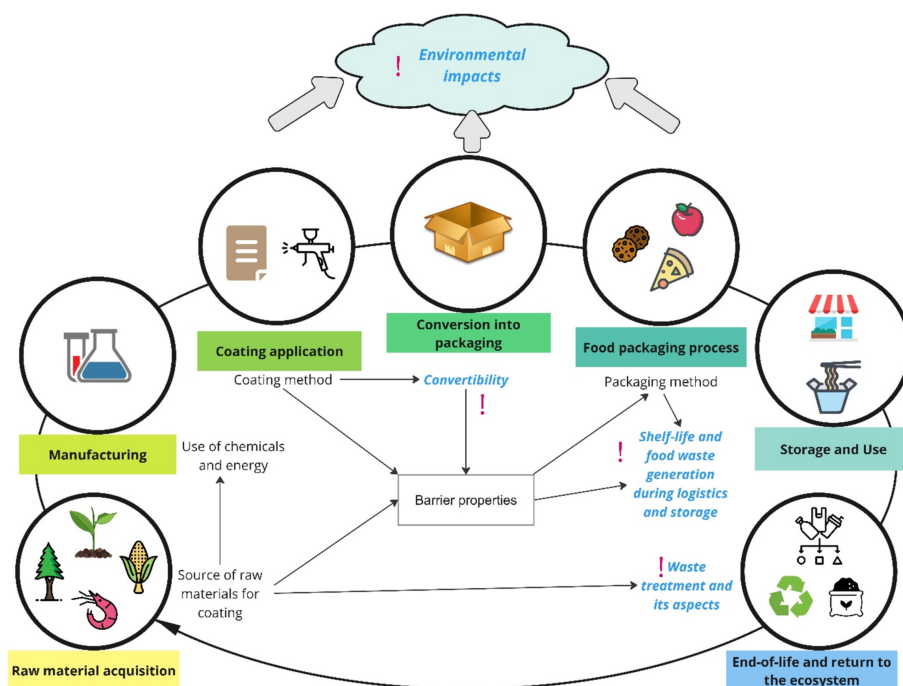 ! Environmental
impacts
Coating application
Conversion into
packaging
Food packaging process
Coating method
Convertibility
!
Packaging method
Manufacturing
Use of chemicals
and energy
Barrier properties
! Shelf-life and
food waste
generation
during logistics
and storage
Storage and Use
Source of raw
materials for
coating
! Waste
treatment and
its aspects
Raw material acquisition
End-of-life and return to
the ecosystem